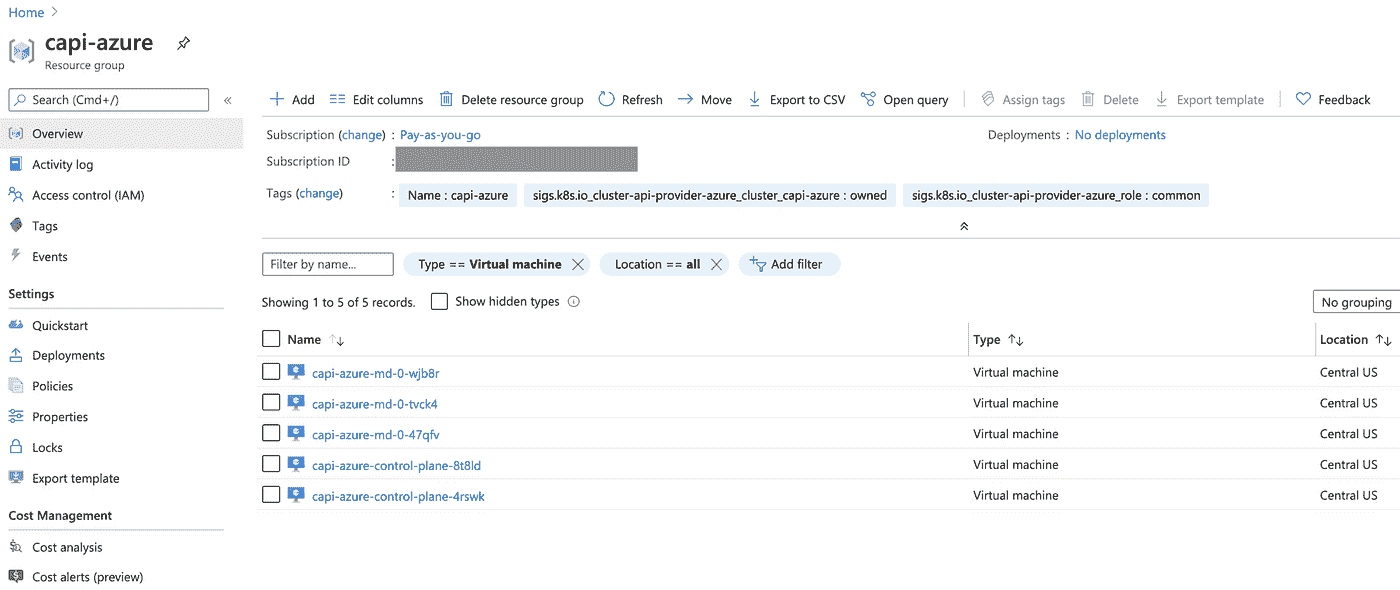 Home >
capi-azure
Resource group
Search (Cmd+/)
«
Overview
Activity log
Access control (IAM)
Tags
Events
Settings
Quickstart
Deployments
Policies
Properties
Locks
Export template
Cost Management
Cost analysis
Cost alerts (preview)
Add Edit columns Delete resource group Refresh Move Export to CSV Open query Assign tags Delete Export template Feedback
Subscription (change) : Pay-as-you-go Deployments : No deployments
Subscription ID :
Tags (change) : Name : capi-azure sigs.k8s.io_cluster-api-provider-azure_cluster_capi-azure : owned sigs.k8s.io_cluster-api-provider-azure_role : common
Filter by name... Type == Virtual machine Location == all Add filter
Showing 1 to 5 of 5 records. Show hidden types No grouping
Name Type Location
capi-azure-md-0-wjb8r Virtual machine Central US
capi-azure-md-0-tvck4 Virtual machine Central US
capi-azure-md-0-47qfv Virtual machine Central US
capi-azure-control-plane-8t8ld Virtual machine Central US
capi-azure-control-plane-4rswk Virtual machine Central US